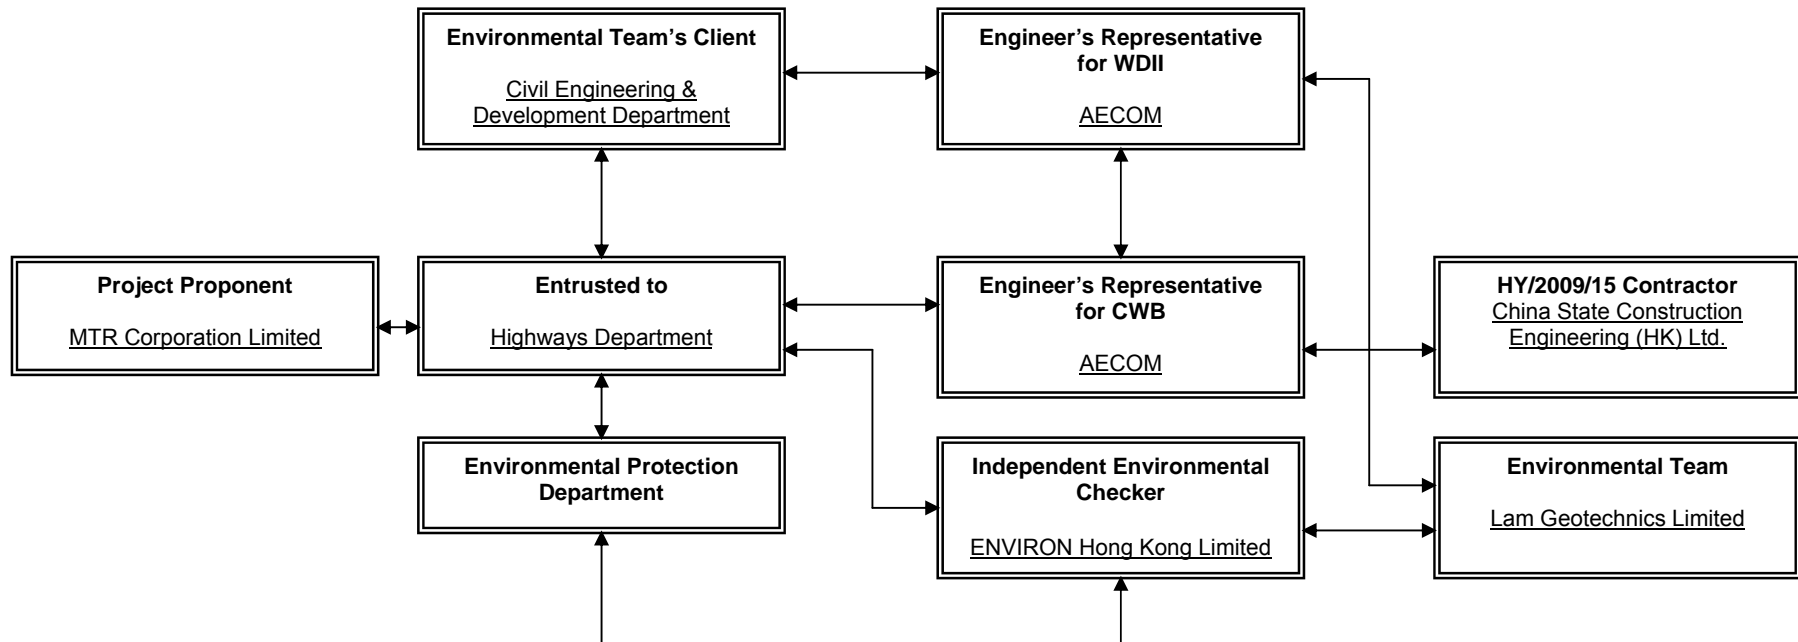 Environmental Team’s Client
Civil Engineering &
Development Department
Engineer’s Representative
for WDII
AECOM
Project Proponent
MTR Corporation Limited
Entrusted to
Highways Department
Engineer’s Representative
for CWB
AECOM
HY/2009/15 Contractor
China State Construction
Engineering (HK) Ltd.
Environmental Protection
Department
Independent Environmental
Checker
ENVIRON Hong Kong Limited
Environmental Team
Lam Geotechnics Limited